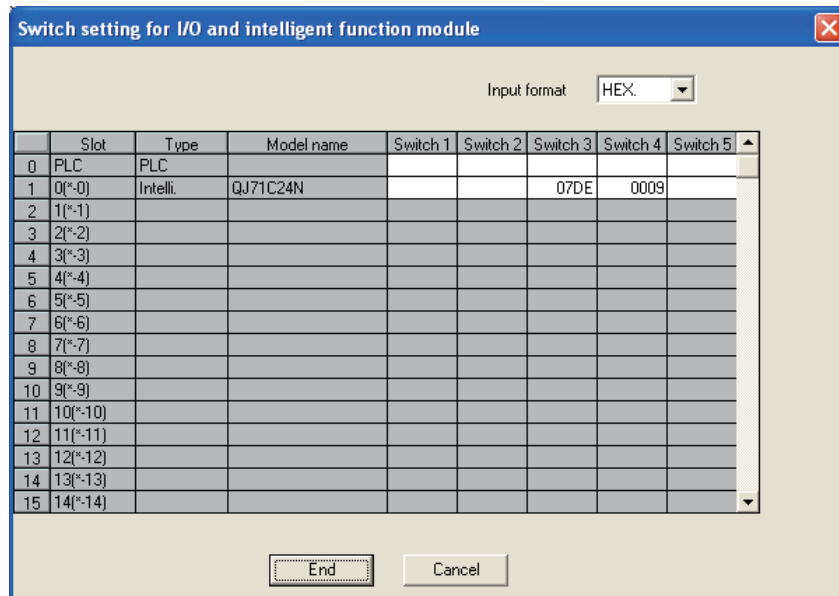 Switch setting for I/O and intelligent function module
Input format HEX.
Slot Type Model name Switch 1 Switch 2 Switch 3 Switch 4 Switch 5
0 PLC PLC
1 0(*-0) Intelli. QJ71C24N 07DE 0009
2 1(*-1)
3 2(*-2)
4 3(*-3)
5 4(*-4)
6 5(*-5)
7 6(*-6)
8 7(*-7)
9 8(*-8)
10 9(*-9)
11 10(*-10)
12 11(*-11)
13 12(*-12)
14 13(*-13)
15 14(*-14)
End Cancel